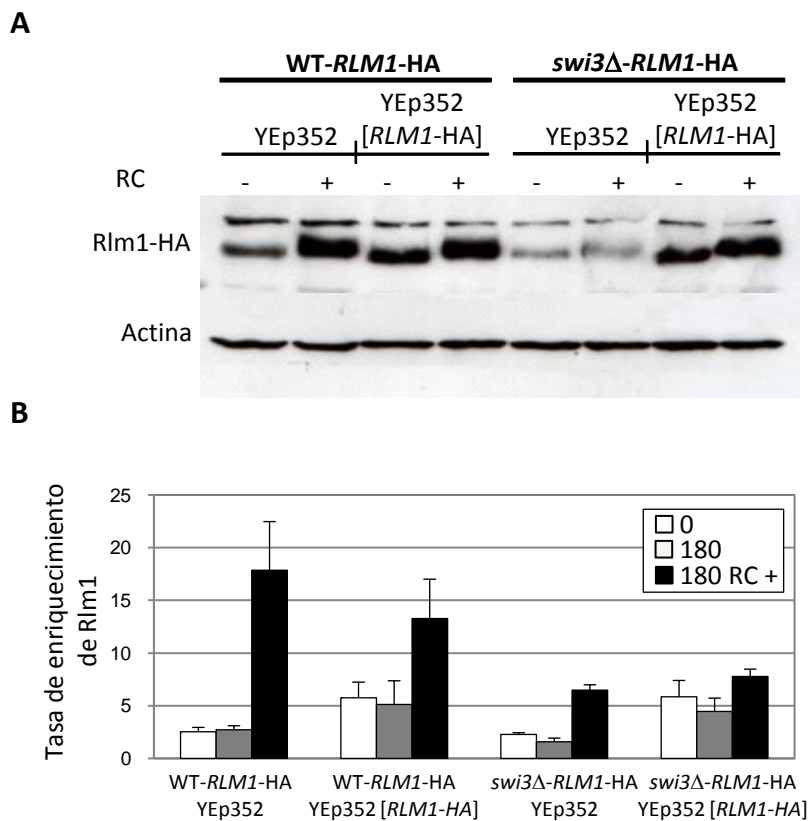 A
WT-RLM1-HA
swi3Δ-RLM1-HA
YEp352
YEp352
[RLM1-HA]
YEp352
YEp352
[RLM1-HA]
RC
- + - + - + - +
Rlm1-HA
Actina
B
Tasa de enriquecimiento
de Rlm1
25
20
15
10
5
0
0
180
180 RC +
WT-RLM1-HA
YEp352
WT-RLM1-HA
YEp352 [RLM1-HA]
swi3Δ-RLM1-HA
YEp352
swi3Δ-RLM1-HA
YEp352 [RLM1-HA]